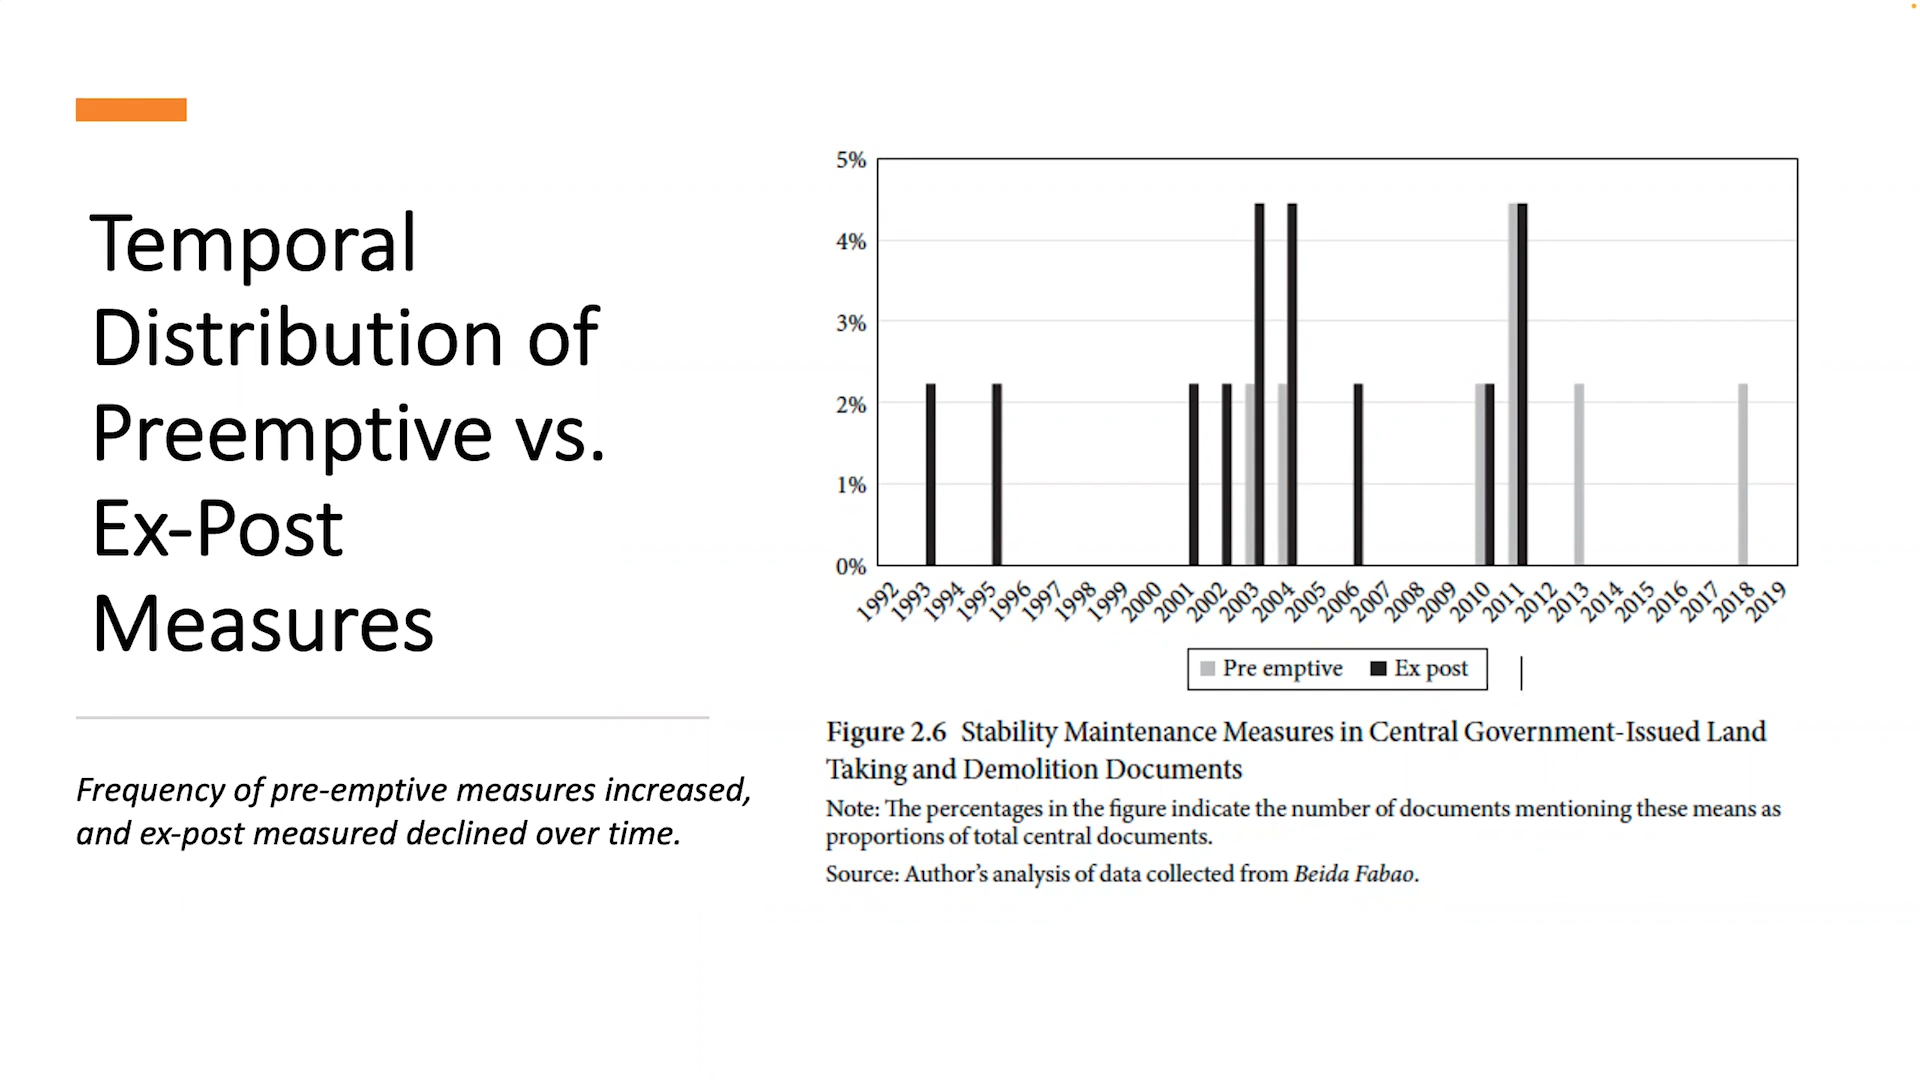 Temporal
Distribution of
Preemptive vs.
Ex-Post
Measures
Frequency of pre-emptive measures increased,
and ex-post measured declined over time.
5%
4%
3%
2%
1%
0%
1992
1993
1994
1995
1996
1997
1998
1999
2000
2001
2002
2003
2004
2005
2006
2007
2008
2009
2010
2011
2012
2013
2014
2015
2016
2017
2018
2019
Pre emptive Ex post
Figure 2.6 Stability Maintenance Measures in Central Government-Issued Land
Taking and Demolition Documents
Note: The percentages in the figure indicate the number of documents mentioning these means as
proportions of total central documents.
Source: Author’s analysis of data collected from Beida Fabao.